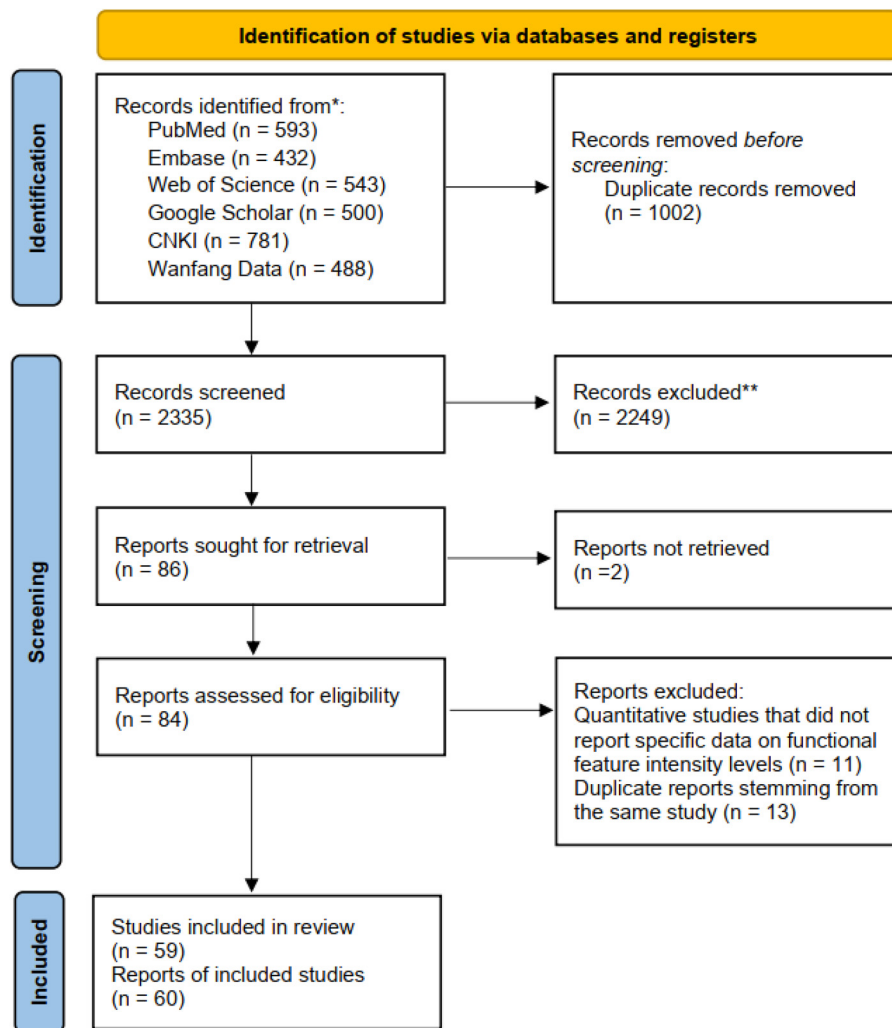 Identification of studies via databases and registers
Identification
Records identified from*:
PubMed (n = 593)
Embase (n = 432)
Web of Science (n = 543)
Google Scholar (n = 500)
CNKI (n = 781)
Wanfang Data (n = 488)
Records removed before
screening:
Duplicate records removed
(n = 1002)
Screening
Records screened
(n = 2335)
Records excluded**
(n = 2249)
Reports sought for retrieval
(n = 86)
Reports not retrieved
(n =2)
Reports assessed for eligibility
(n = 84)
Reports excluded:
Quantitative studies that did not
report specific data on functional
feature intensity levels (n = 11)
Duplicate reports stemming from
the same study (n = 13)
Included
Studies included in review
(n = 59)
Reports of included studies
(n = 60)